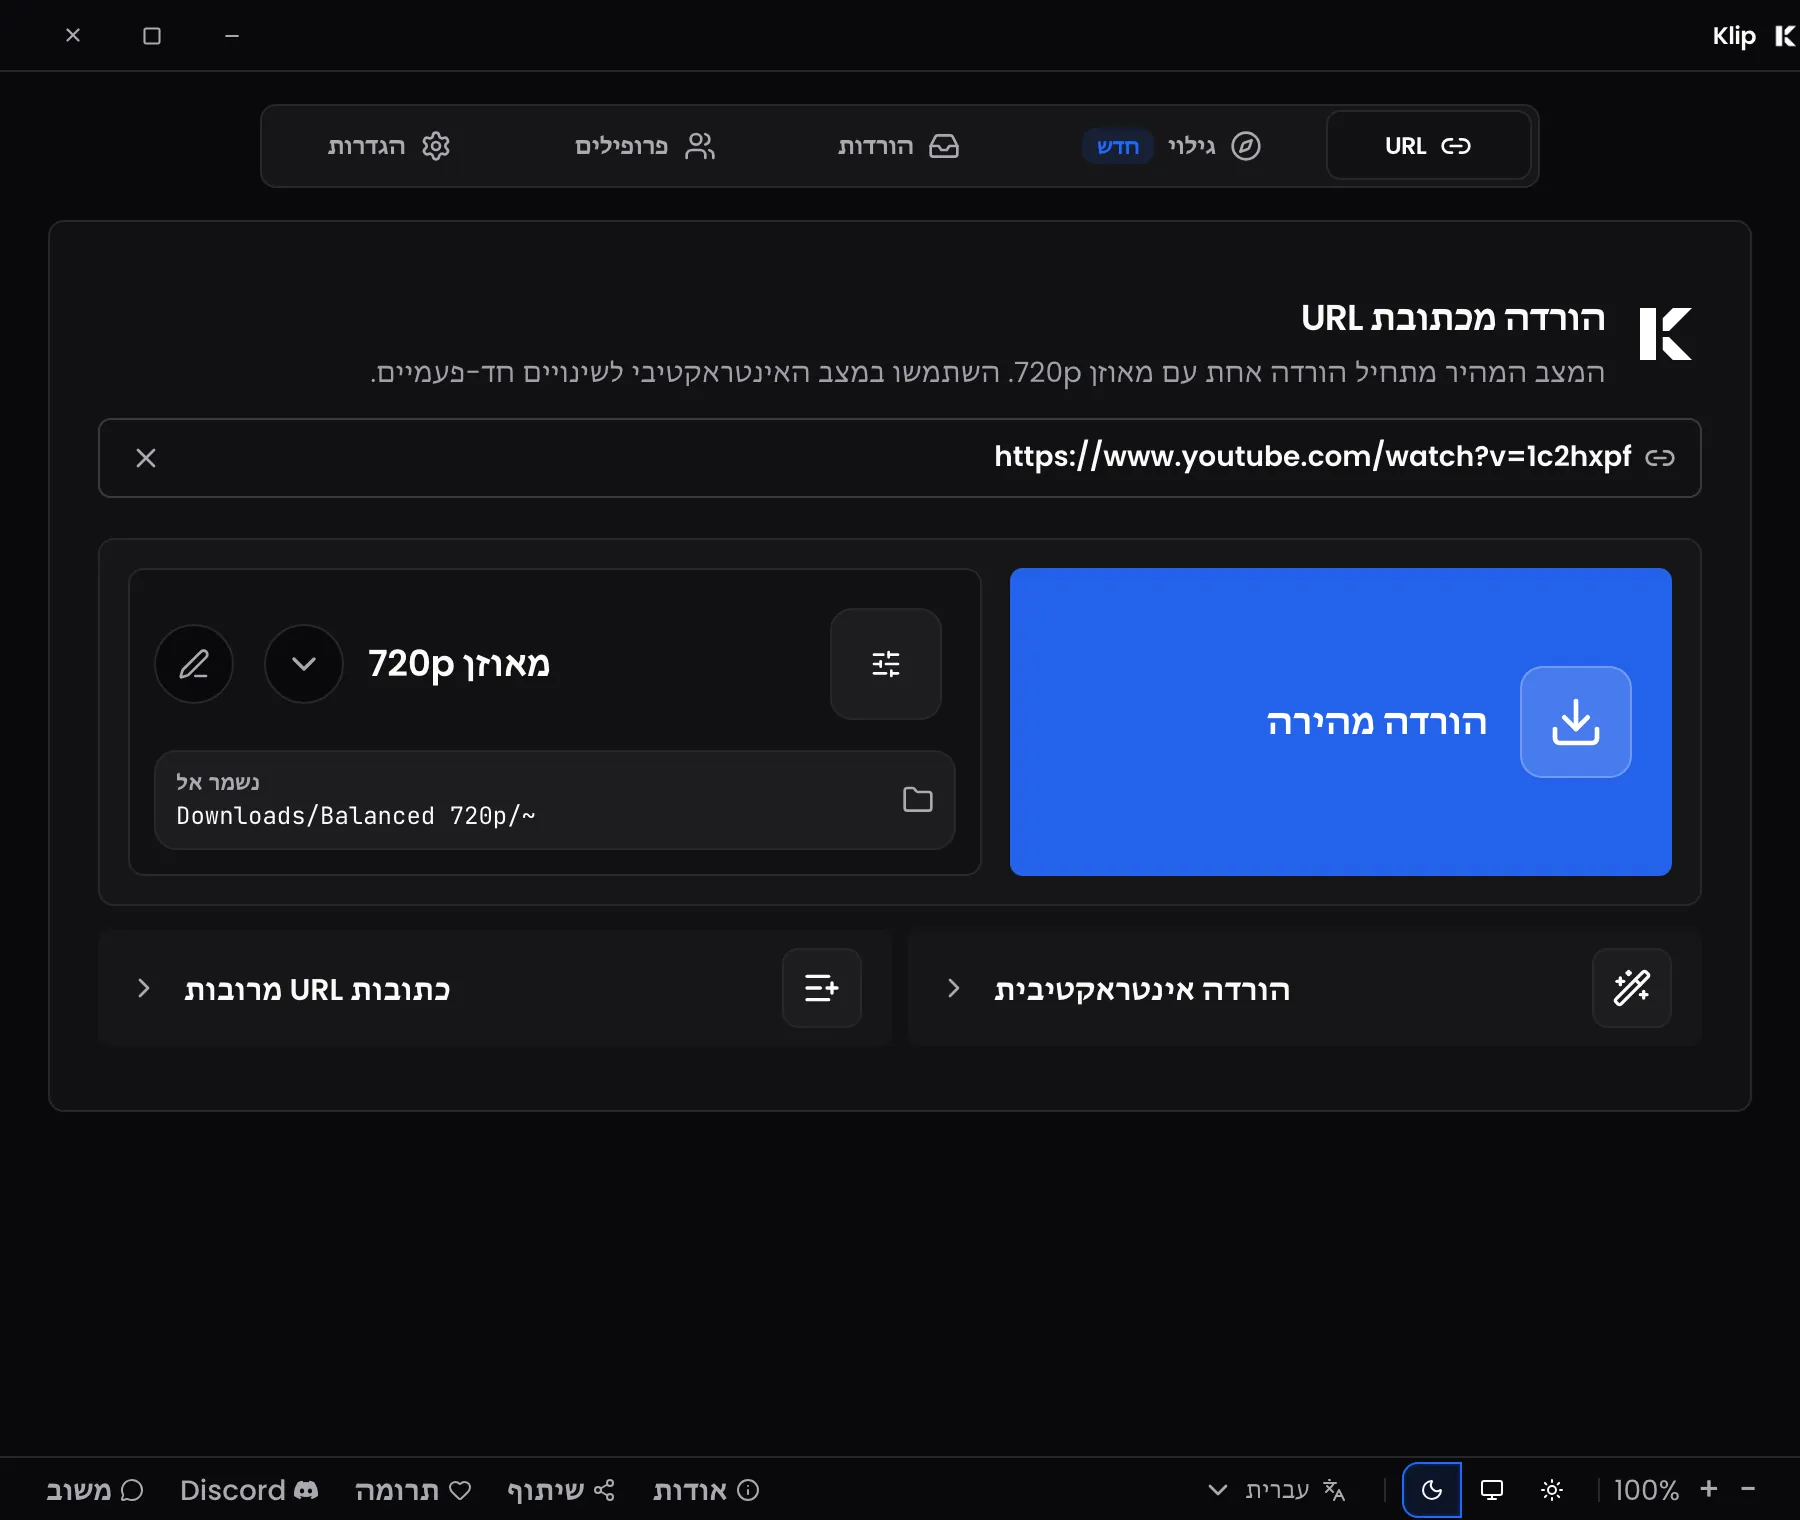 Klip
URL
גילוי חדש
הורדות
פרופילים
הגדרות
הורדה מכתובת URL
המצב המהיר מתחיל הורדה אחת עם מאוזן 720p. השתמשו במצב האינטראקטיבי לשינויים חד-פעמיים.
https://www.youtube.com/watch?v=1c2hxpf
הורדה מהירה
מאוזן 720p
נשמר אל
Downloads/Balanced 720p/~
הורדה אינטראקטיבית
כתובות URL מרובות
100%
עברית
אודות
שיתוף
תרומה
Discord
משוב